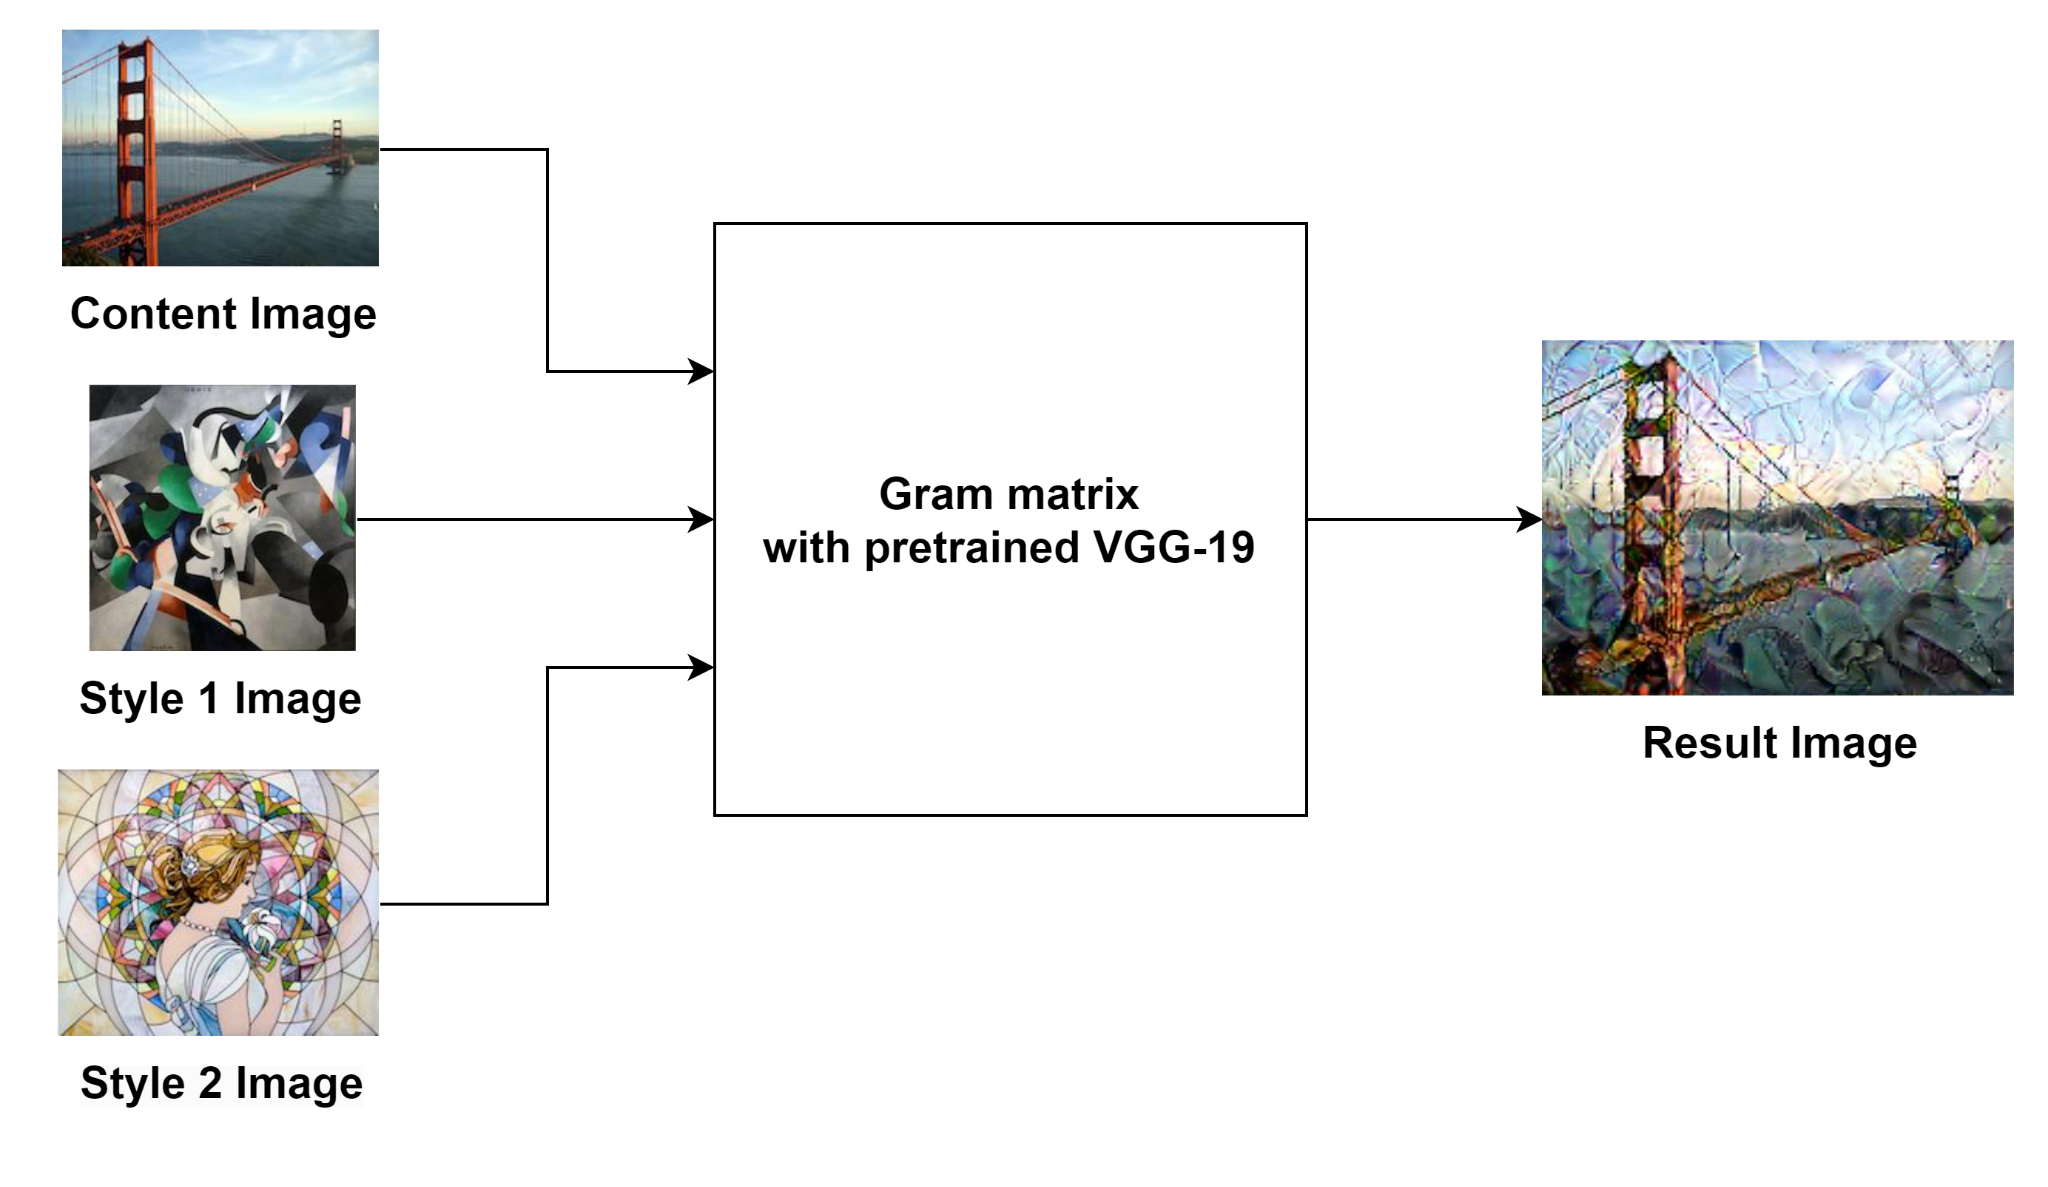 Content Image
Style 1 Image
Style 2 Image
Gram matrix
with pretrained VGG-19
Result Image